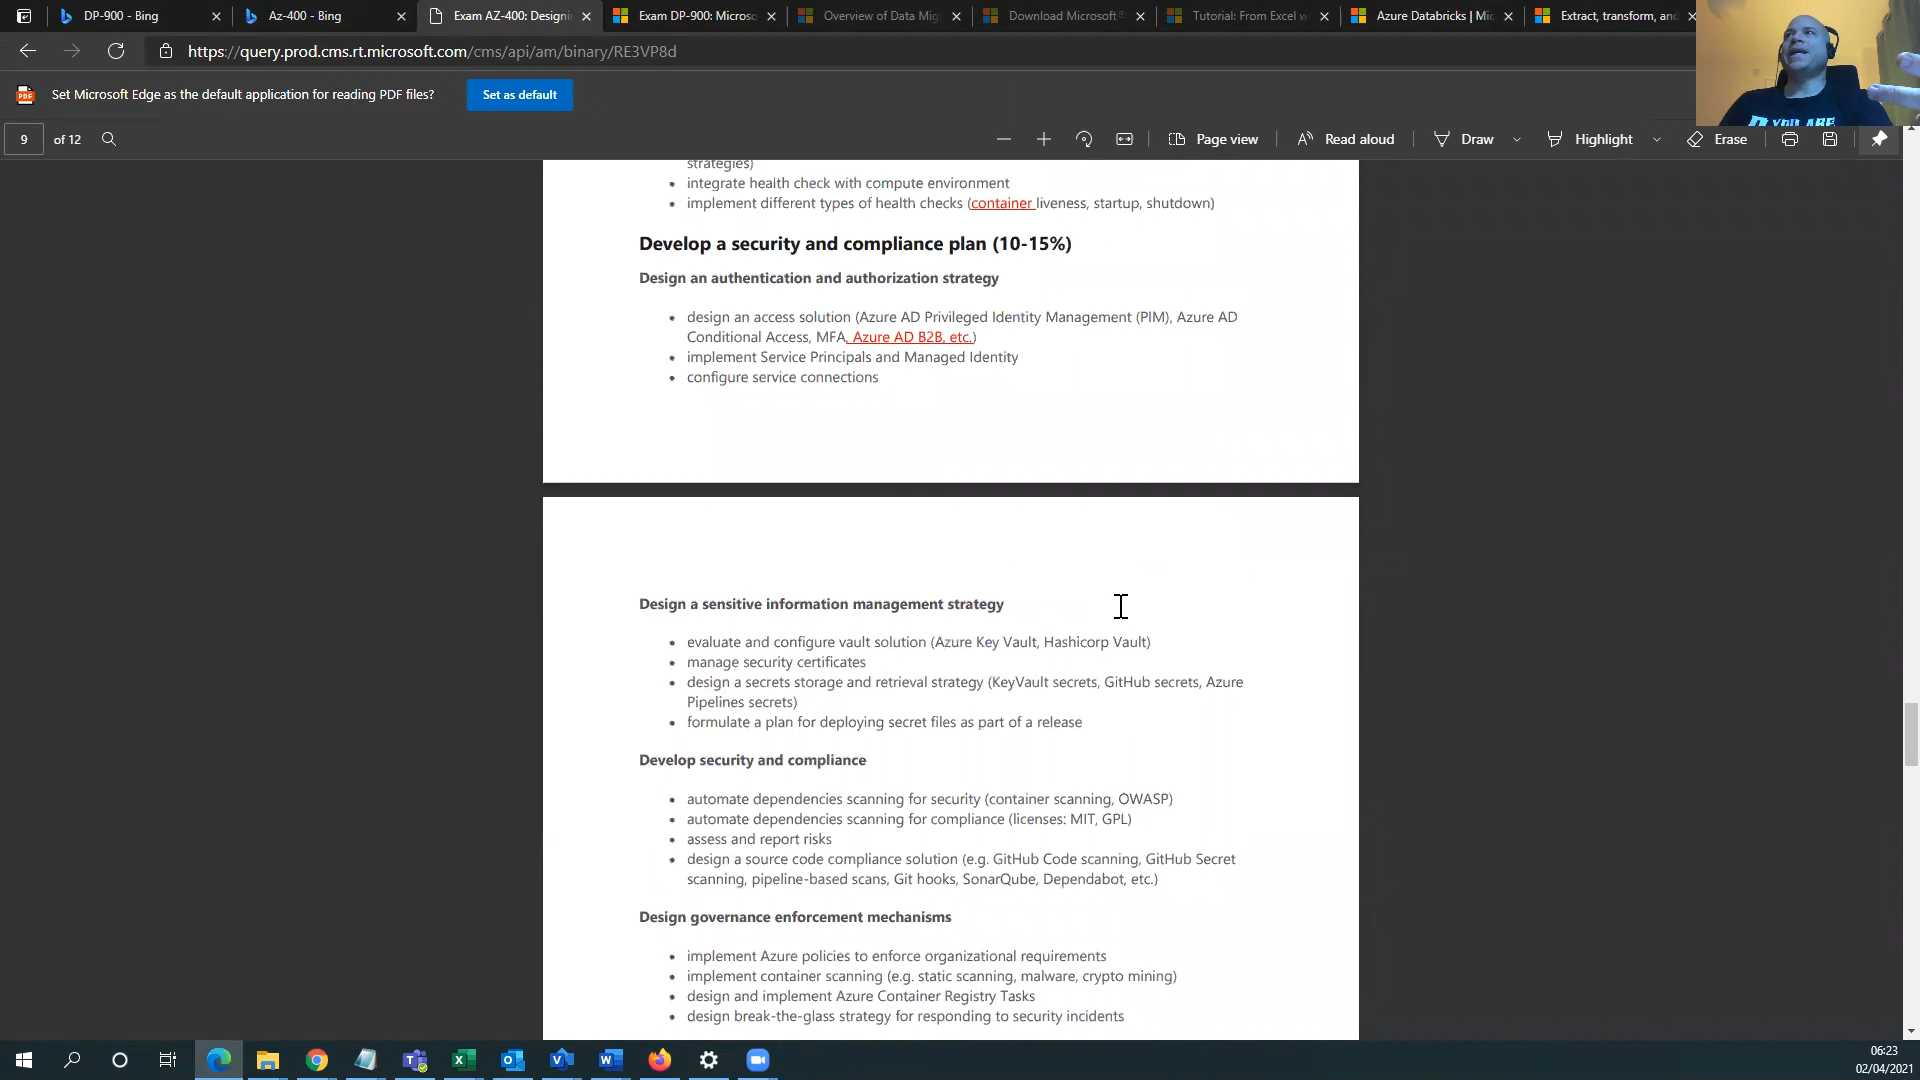 DP-900 - Bing
Az-400 - Bing
Exam AZ-400: Designi
Exam DP-900: Microso
Overview of Data Mig
Download Microsoft®
Tutorial: From Excel w
Azure Databricks | Mic
Extract, transform, and
https://query.prod.cms.rt.microsoft.com/cms/api/am/binary/RE3VP8d
PDF
Set Microsoft Edge as the default application for reading PDF files?
Set as default
YOU ARE
9 of 12
Page view
Read aloud
Draw
Highlight
Erase
strategies)
• integrate health check with compute environment
• implement different types of health checks (container liveness, startup, shutdown)
Develop a security and compliance plan (10-15%)
Design an authentication and authorization strategy
• design an access solution (Azure AD Privileged Identity Management (PIM), Azure AD
Conditional Access, MFA, Azure AD B2B, etc.)
• implement Service Principals and Managed Identity
• configure service connections
Design a sensitive information management strategy
• evaluate and configure vault solution (Azure Key Vault, Hashicorp Vault)
• manage security certificates
• design a secrets storage and retrieval strategy (KeyVault secrets, GitHub secrets, Azure
Pipelines secrets)
• formulate a plan for deploying secret files as part of a release
Develop security and compliance
• automate dependencies scanning for security (container scanning, OWASP)
• automate dependencies scanning for compliance (licenses: MIT, GPL)
• assess and report risks
• design a source code compliance solution (e.g. GitHub Code scanning, GitHub Secret
scanning, pipeline-based scans, Git hooks, SonarQube, Dependabot, etc.)
Design governance enforcement mechanisms
• implement Azure policies to enforce organizational requirements
• implement container scanning (e.g. static scanning, malware, crypto mining)
• design and implement Azure Container Registry Tasks
• design break-the-glass strategy for responding to security incidents
06:23
02/04/2021